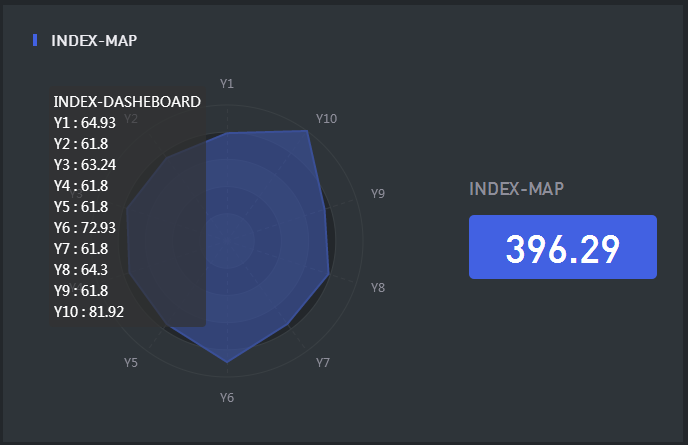 INDEX-MAP
Y1
Y2
Y10
INDEX-DASHEBOARD
Y1 : 64.93
Y2 : 61.8
Y3 : 63.24
Y4 : 61.8
Y5 : 61.8
Y6 : 72.93
Y7 : 61.8
Y8 : 64.3
Y9 : 61.8
Y10 : 81.92
Y9
Y8
Y5
Y7
Y6
INDEX-MAP
396.29